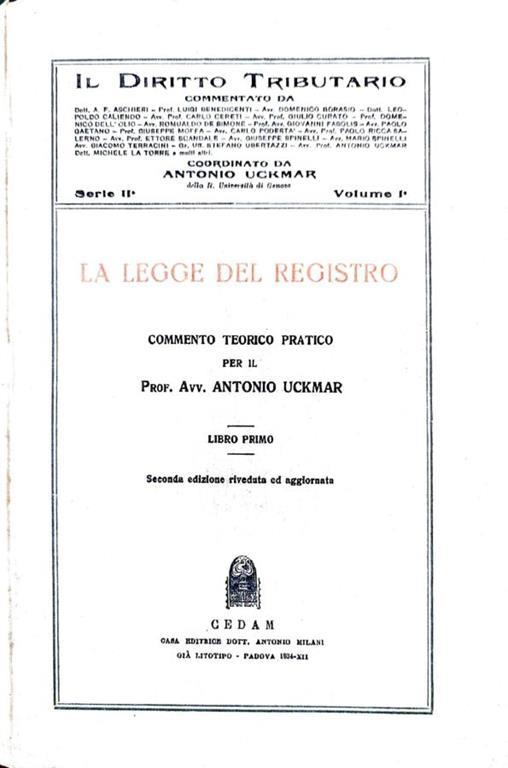 IL DIRITTO TRIBUTARIO
COMMENTATO DA
Dott. A. F. ASCHIERI - Prof. LUIGI BENEDICENTI - Avv. DOMENICO BORASIO - Dott. LEO-
POLDO CALIENDO - Avv. Prof. CARLO CERETI - Avv. Prof. GIULIO CURATO - Prof. DOME-
NICO DELL'OLIO - Avv. ROMUALDO DE SIMONE - Prof. Avv. GIOVANNI FASOLIS - Avv. PAOLO
GAETANO - Prof. GIUSEPPE MOFFA - Avv. CARLO PODESTA' - Avv. Prof. PAOLO RICCA SA-
LERNO - Avv. Prof. ETTORE SCANDALE - Avv. GIUSEPPE SPINELLI - Avv. MARIO SPINELLI
Avv. GIACOMO TERRACINI - Gr. Uff. STEFANO UBERTAZZI - Avv. Prof. ANTONIO UCKMAR
Dott. MICHELE LA TORRE e molti altri.
COORDINATO DA
ANTONIO UCKMAR
della R. Università di Genova
Serie IIª Volume Iº
LA LEGGE DEL REGISTRO
COMMENTO TEORICO PRATICO
PER IL
PROF. AVV. ANTONIO UCKMAR
LIBRO PRIMO
Seconda edizione riveduta ed aggiornata
CEDAM
CASA EDITRICE DOTT. ANTONIO MILANI
GIÀ LITOTIPO - PADOVA 1934-XII